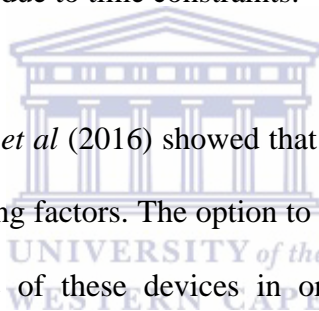 due to time constraints.
et al (2016) showed that
ng factors. The option to
UNIVERSITY of the
of these devices in or
WESTERN CAPE